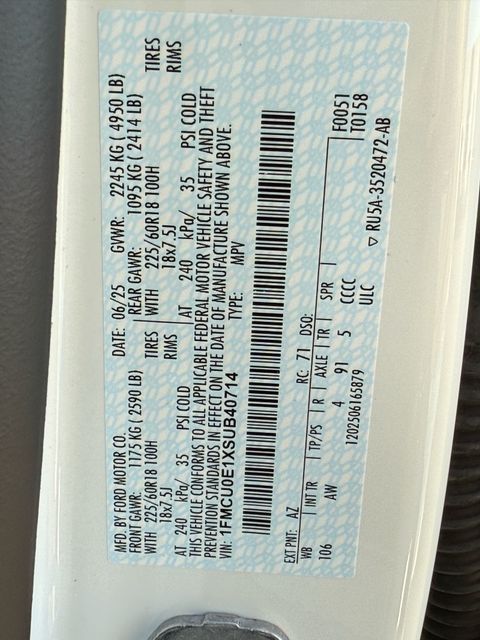 MFD. BY FORD MOTOR CO.
DATE: 06/25 GVWR: 2245 KG ( 4950 LB)
FRONT GAWR: 1175 KG ( 2590 LB) REAR GAWR: 1095 KG ( 2414 LB)
WITH 225/60R18 100H TIRES WITH 225/60R18 100H TIRES
18x7.5J RIMS 18x7.5J RIMS
AT 240 kPa/ 35 PSI COLD AT 240 kPa/ 35 PSI COLD
THIS VEHICLE CONFORMS TO ALL APPLICABLE FEDERAL MOTOR VEHICLE SAFETY AND THEFT
PREVENTION STANDARDS IN EFFECT ON THE DATE OF MANUFACTURE SHOWN ABOVE.
VIN: 1FMCU0E1XSUB40714 TYPE: MPV
EXT PNT: AZ RC: 71 DSO: F0051
WB INT TR TP/PS R AXLE TR SPR T0158
106 AW 4 91 5 CCCC
1202506165879 ULC
▽ RU5A-3520472-AB